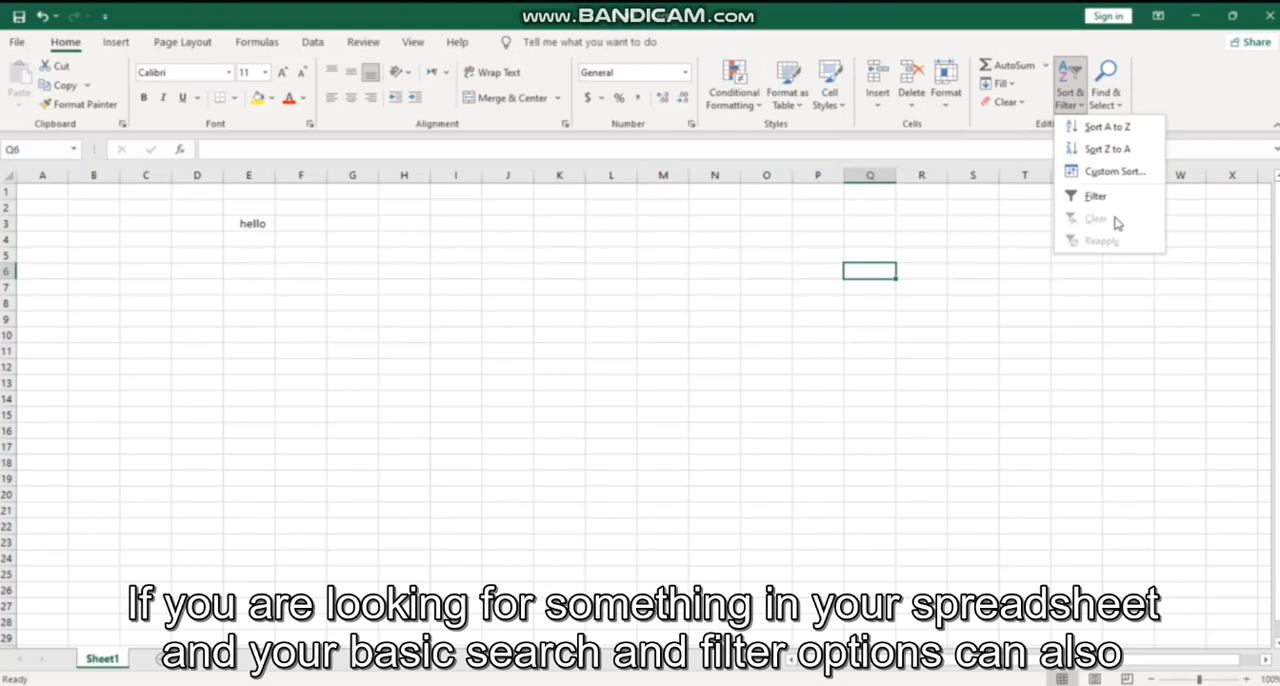 www.BANDICAM.com
Sign in
File Home Insert Page Layout Formulas Data Review View Help Tell me what you want to do Share
Paste
Cut
Copy
Format Painter
Clipboard
Calibri 11
B I U
Font
Wrap Text
Merge & Center
Alignment
General
$ % ,
Number
Conditional Formatting
Format as Table
Cell Styles
Styles
Insert Delete Format
Cells
AutoSum
Fill
Clear
Sort & Filter
Find & Select
Editi
Sort A to Z
Sort Z to A
Custom Sort...
Filter
Clear
Reapply
Q6 fx
A B C D E F G H I J K L M N O P Q R S T W X
1
2
3 hello
4
5
6
7
8
9
10
11
12
13
14
15
16
17
18
19
20
21
22
23
24
25
26
27
28
29
If you are looking for something in your spreadsheet
and your basic search and filter options can also
Sheet1
Ready
100%